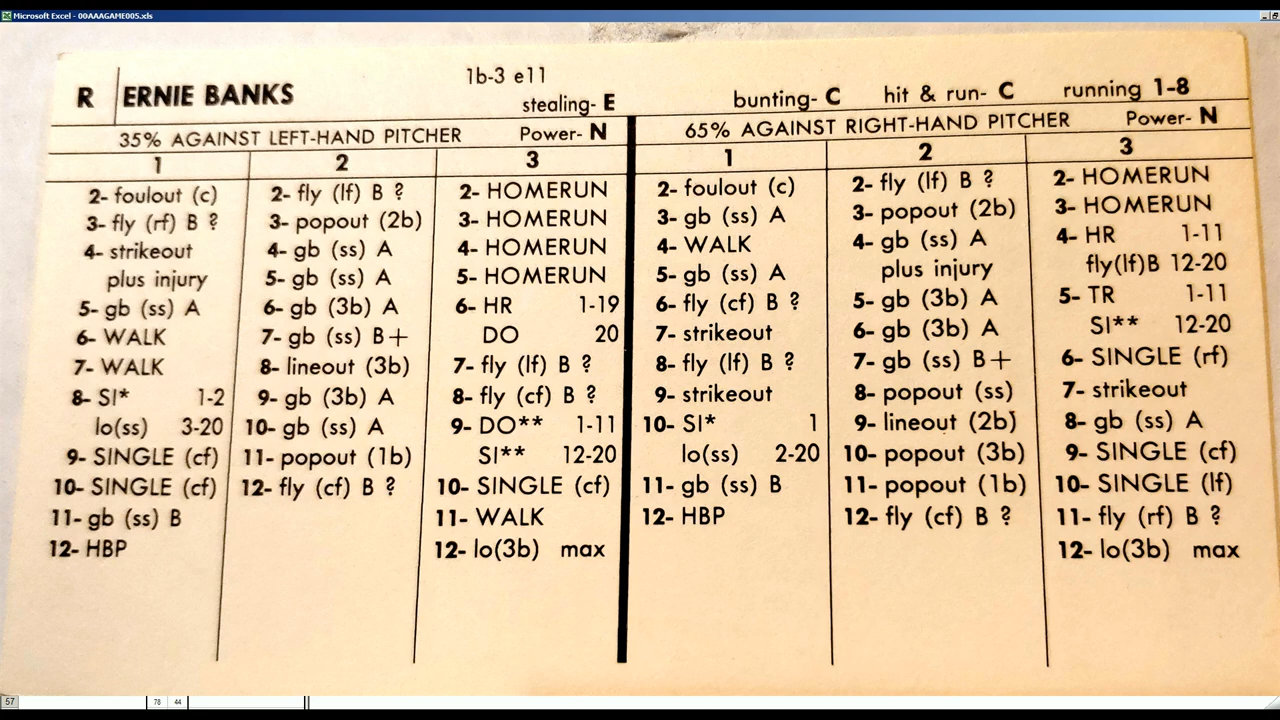 Microsoft Excel - 00AAAGAME005.xls
R ERNIE BANKS
1b-3 e11
stealing- E
bunting- C hit & run- C running 1-8
35% AGAINST LEFT-HAND PITCHER Power- N
1 2 3
2- foulout (c)
3- fly (rf) B ?
4- strikeout
plus injury
5- gb (ss) A
6- WALK
7- WALK
8- SI* 1-2
lo(ss) 3-20
9- SINGLE (cf)
10- SINGLE (cf)
11- gb (ss) B
12- HBP
2- fly (lf) B ?
3- popout (2b)
4- gb (ss) A
5- gb (ss) A
6- gb (3b) A
7- gb (ss) B+
8- lineout (3b)
9- gb (3b) A
10- gb (ss) A
11- popout (1b)
12- fly (cf) B ?
2- HOMERUN
3- HOMERUN
4- HOMERUN
5- HOMERUN
6- HR 1-19
DO 20
7- fly (lf) B ?
8- fly (cf) B ?
9- DO** 1-11
SI** 12-20
10- SINGLE (cf)
11- WALK
12- lo(3b) max
65% AGAINST RIGHT-HAND PITCHER Power- N
1 2 3
2- foulout (c)
3- gb (ss) A
4- WALK
5- gb (ss) A
6- fly (cf) B ?
7- strikeout
8- fly (lf) B ?
9- strikeout
10- SI* 1
lo(ss) 2-20
11- gb (ss) B
12- HBP
2- fly (lf) B ?
3- popout (2b)
4- gb (ss) A
plus injury
5- gb (3b) A
6- gb (3b) A
7- gb (ss) B+
8- popout (ss)
9- lineout (2b)
10- popout (3b)
11- popout (1b)
12- fly (cf) B ?
2- HOMERUN
3- HOMERUN
4- HR 1-11
fly(lf)B 12-20
5- TR 1-11
SI** 12-20
6- SINGLE (rf)
7- strikeout
8- gb (ss) A
9- SINGLE (cf)
10- SINGLE (lf)
11- fly (rf) B ?
12- lo(3b) max
57 78 44